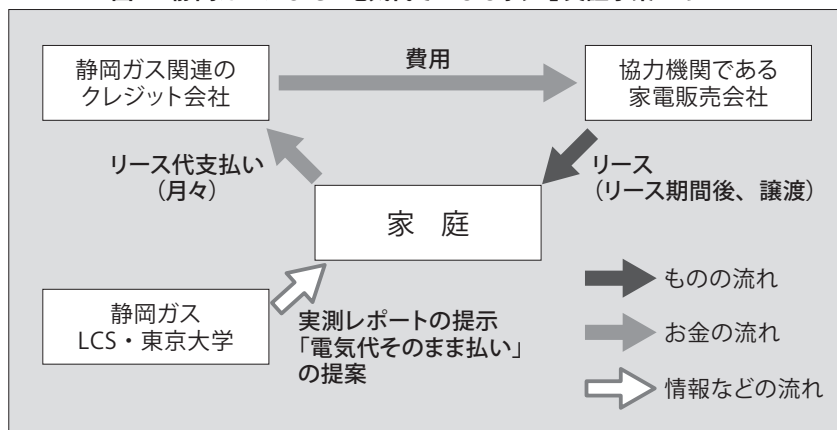 静岡ガス関連の
クレジット会社
費用
協力機関である
家電販売会社
リース代支払い
（月々）
リース
（リース期間後、譲渡）
家　庭
静岡ガス
LCS・東京大学
実測レポートの提示
「電気代そのまま払い」
の提案
ものの流れ
お金の流れ
情報などの流れ